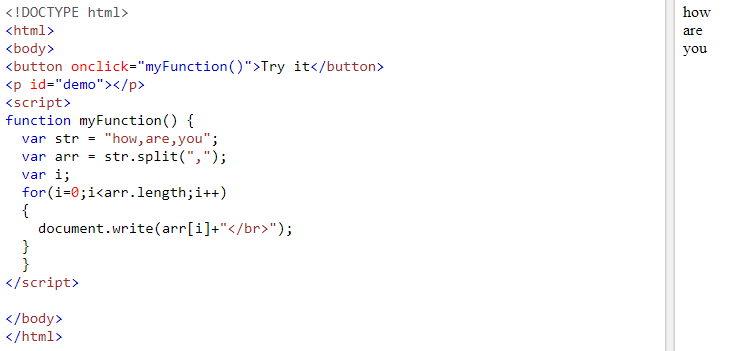 <!DOCTYPE html>
<html>
<body>
<button onclick="myFunction()">Try it</button>
<p id="demo"></p>
<script>
function myFunction() {
  var str = "how,are,you";
  var arr = str.split(",");
  var i;
  for(i=0;i<arr.length;i++)
  {
    document.write(arr[i]+"</br>");
  }
  }
</script>
</body>
</html>
how
are
you